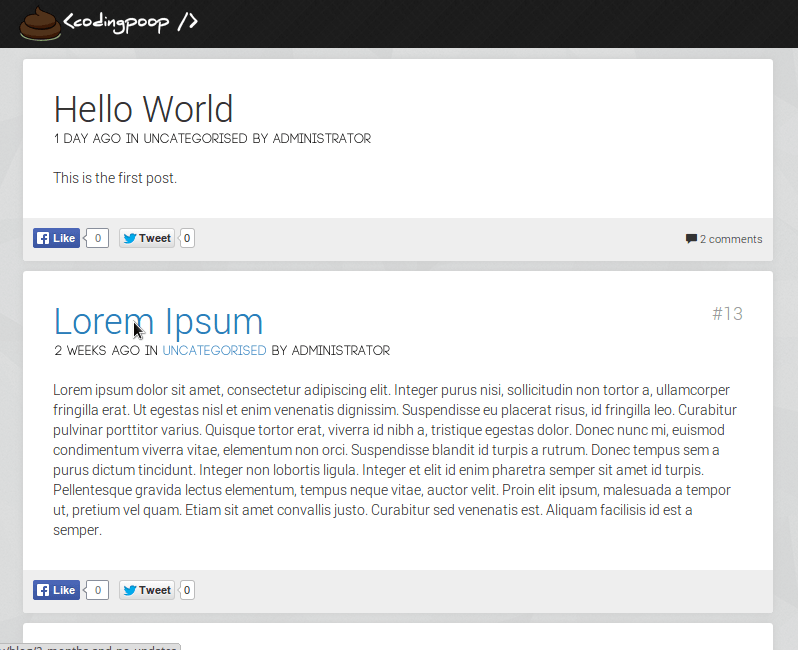 <codingpoop />
Hello World
1 DAY AGO IN UNCATEGORISED BY ADMINISTRATOR
This is the first post.
Like 0 Tweet 0 2 comments
Lorem Ipsum #13
2 WEEKS AGO IN UNCATEGORISED BY ADMINISTRATOR
Lorem ipsum dolor sit amet, consectetur adipiscing elit. Integer purus nisi, sollicitudin non tortor a, ullamcorper
fringilla erat. Ut egestas nisl et enim venenatis dignissim. Suspendisse eu placerat risus, id fringilla leo. Curabitur
pulvinar porttitor varius. Quisque tortor erat, viverra id nibh a, tristique egestas dolor. Donec nunc mi, euismod
condimentum viverra vitae, elementum non orci. Suspendisse blandit id turpis a rutrum. Donec tempus sem a
purus dictum tincidunt. Integer non lobortis ligula. Integer et elit id enim pharetra semper sit amet id turpis.
Pellentesque gravida lectus elementum, tempus neque vitae, auctor velit. Proin elit ipsum, malesuada a tempor
ut, pretium vel quam. Etiam sit amet convallis justo. Curabitur sed venenatis est. Aliquam facilisis id est a
semper.
Like 0 Tweet 0